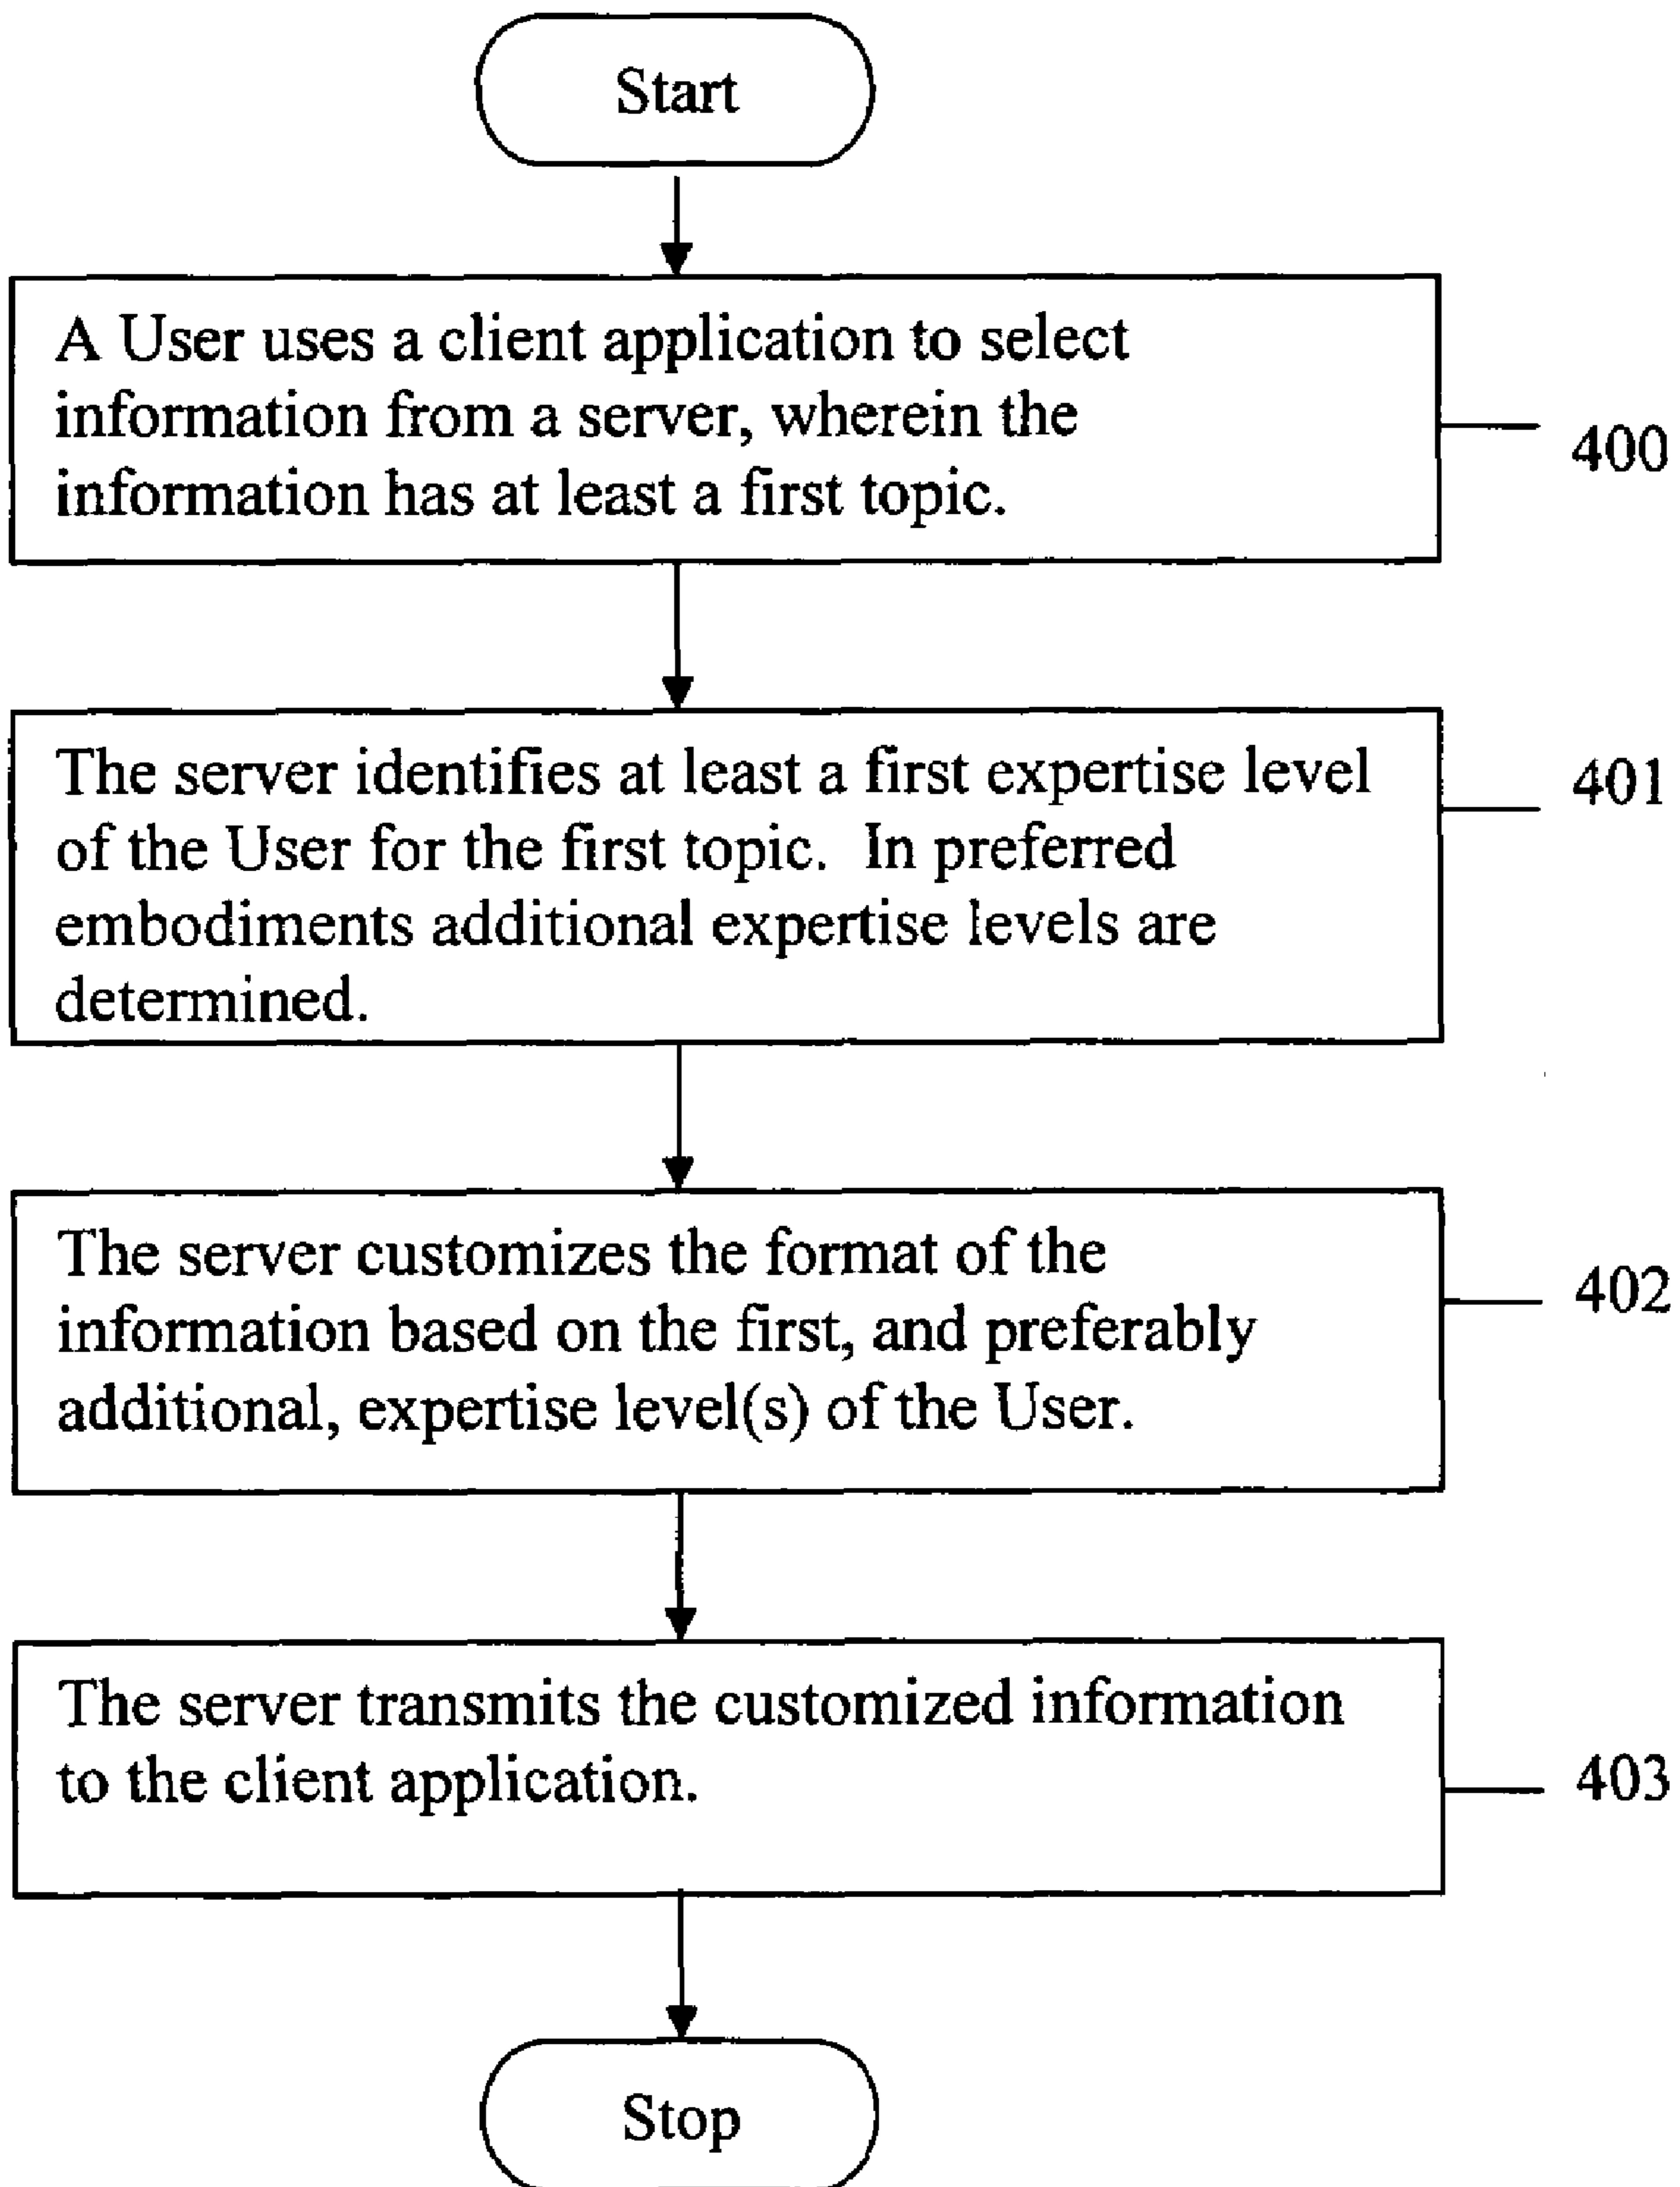 Start
A User uses a client application to select
information from a server, wherein the
information has at least a first topic.
400
The server identifies at least a first expertise level
of the User for the first topic.  In preferred
embodiments additional expertise levels are
determined.
401
The server customizes the format of the
information based on the first, and preferably
additional, expertise level(s) of the User.
402
The server transmits the customized information
to the client application.
403
Stop